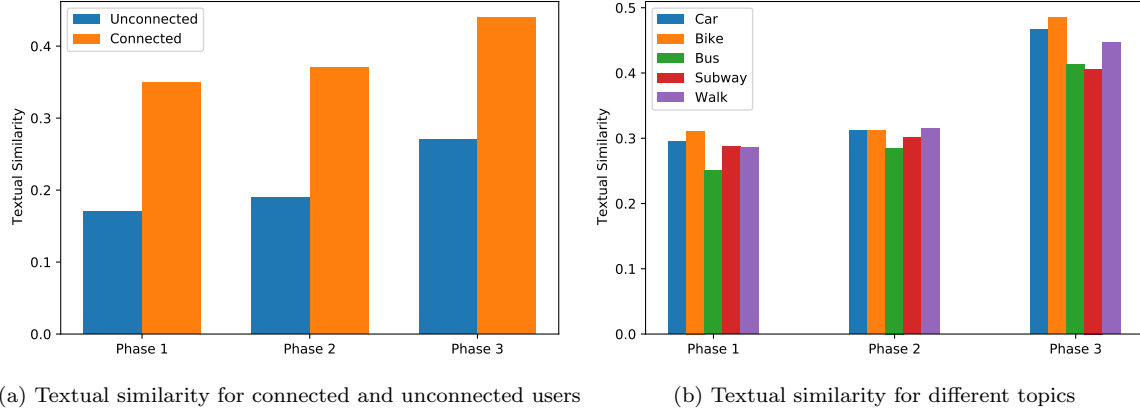 Unconnected
Connected
Textual Similarity
0.4
0.3
0.2
0.1
0.0
Phase 1 Phase 2 Phase 3
(a) Textual similarity for connected and unconnected users
Car
Bike
Bus
Subway
Walk
Textual Similarity
0.5
0.4
0.3
0.2
0.1
0.0
Phase 1 Phase 2 Phase 3
(b) Textual similarity for different topics